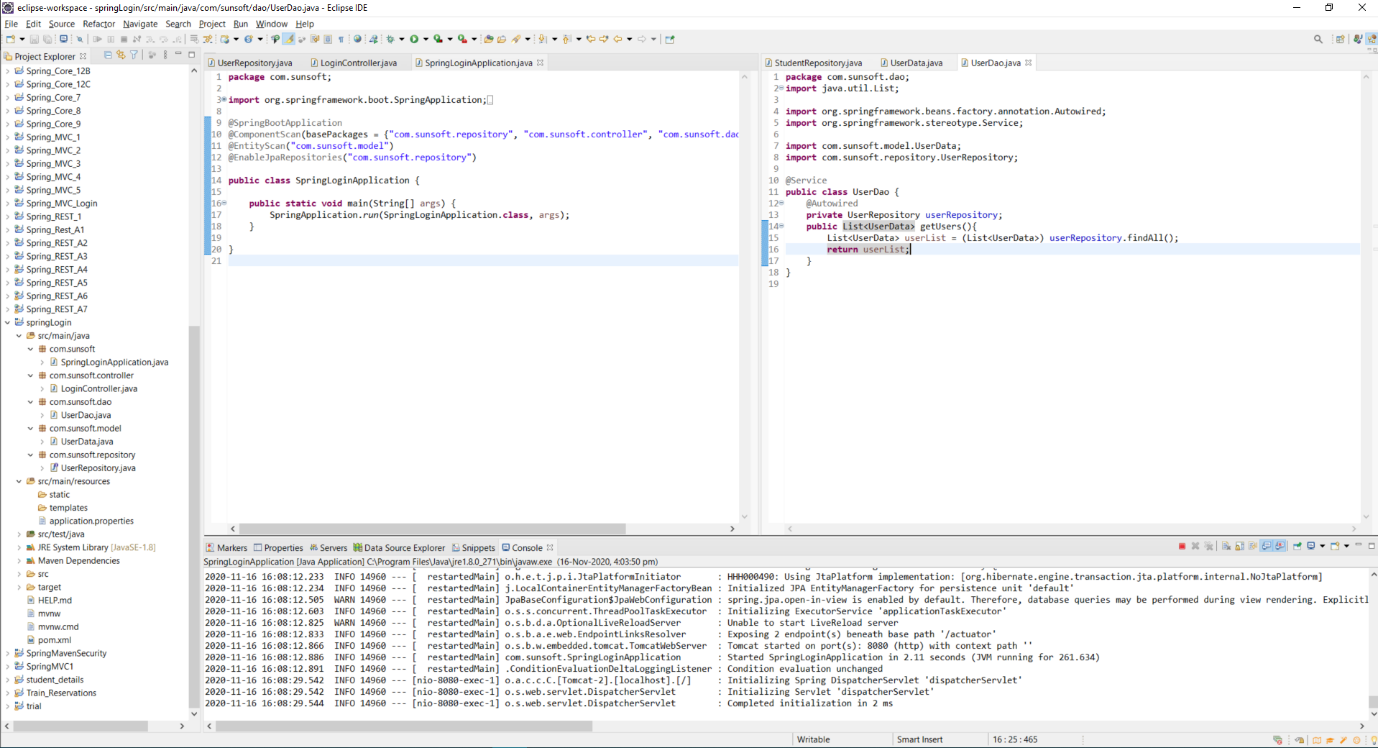 eclipse-workspace - springLogin/src/main/java/com/sunsoft/dao/UserDao.java - Eclipse IDE
File Edit Source Refactor Navigate Search Project Run Window Help
Project Explorer
Spring_Core_12B
Spring_Core_12C
Spring_Core_7
Spring_Core_8
Spring_Core_9
Spring_MVC_1
Spring_MVC_2
Spring_MVC_3
Spring_MVC_4
Spring_MVC_5
Spring_MVC_Login
Spring_REST_1
Spring_Rest_A1
Spring_REST_A2
Spring_REST_A3
Spring_REST_A4
Spring_REST_A5
Spring_REST_A6
Spring_REST_A7
springLogin
src/main/java
com.sunsoft
SpringLoginApplication.java
com.sunsoft.controller
LoginController.java
com.sunsoft.dao
UserDao.java
com.sunsoft.model
UserData.java
com.sunsoft.repository
UserRepository.java
src/main/resources
static
templates
application.properties
src/test/java
JRE System Library [JavaSE-1.8]
Maven Dependencies
src
target
HELP.md
mvnw
mvnw.cmd
pom.xml
SpringMavenSecurity
SpringMVC1
student_details
Train_Reservations
trial
UserRepository.java LoginController.java SpringLoginApplication.java
1 package com.sunsoft;
2
3 import org.springframework.boot.SpringApplication;
8
9 @SpringBootApplication
10 @ComponentScan(basePackages = {"com.sunsoft.repository", "com.sunsoft.controller", "com.sunsoft.dao
11 @EntityScan("com.sunsoft.model")
12 @EnableJpaRepositories("com.sunsoft.repository")
13
14 public class SpringLoginApplication {
15
16 public static void main(String[] args) {
17 SpringApplication.run(SpringLoginApplication.class, args);
18 }
19
20 }
21
StudentRepository.java UserData.java UserDao.java
1 package com.sunsoft.dao;
2 import java.util.List;
3
4 import org.springframework.beans.factory.annotation.Autowired;
5 import org.springframework.stereotype.Service;
6
7 import com.sunsoft.model.UserData;
8 import com.sunsoft.repository.UserRepository;
9
10 @Service
11 public class UserDao {
12 @Autowired
13 private UserRepository userRepository;
14 public List<UserData> getUsers(){
15 List<UserData> userList = (List<UserData>) userRepository.findAll();
16 return userList;
17 }
18 }
19
Markers Properties Servers Data Source Explorer Snippets Console
SpringLoginApplication [Java Application] C:\Program Files\Java\jre1.8.0_271\bin\javaw.exe (16-Nov-2020, 4:03:50 pm)
2020-11-16 16:08:12.233 INFO 14960 --- [ restartedMain] o.h.e.t.j.p.i.JtaPlatformInitiator : HHH000490: Using JtaPlatform implementation: [org.hibernate.engine.transaction.jta.platform.internal.NoJtaPlatform]
2020-11-16 16:08:12.234 INFO 14960 --- [ restartedMain] j.LocalContainerEntityManagerFactoryBean : Initialized JPA EntityManagerFactory for persistence unit 'default'
2020-11-16 16:08:12.505 WARN 14960 --- [ restartedMain] JpaBaseConfiguration$JpaWebConfiguration : spring.jpa.open-in-view is enabled by default. Therefore, database queries may be performed during view rendering. Explicitl
2020-11-16 16:08:12.603 INFO 14960 --- [ restartedMain] o.s.s.concurrent.ThreadPoolTaskExecutor : Initializing ExecutorService 'applicationTaskExecutor'
2020-11-16 16:08:12.825 WARN 14960 --- [ restartedMain] o.s.b.d.a.OptionalLiveReloadServer : Unable to start LiveReload server
2020-11-16 16:08:12.833 INFO 14960 --- [ restartedMain] o.s.b.a.e.web.EndpointLinksResolver : Exposing 2 endpoint(s) beneath base path '/actuator'
2020-11-16 16:08:12.866 INFO 14960 --- [ restartedMain] o.s.b.w.embedded.tomcat.TomcatWebServer : Tomcat started on port(s): 8080 (http) with context path ''
2020-11-16 16:08:12.886 INFO 14960 --- [ restartedMain] com.sunsoft.SpringLoginApplication : Started SpringLoginApplication in 2.11 seconds (JVM running for 261.634)
2020-11-16 16:08:12.891 INFO 14960 --- [ restartedMain] .ConditionEvaluationDeltaLoggingListener : Condition evaluation unchanged
2020-11-16 16:08:29.542 INFO 14960 --- [nio-8080-exec-1] o.a.c.c.C.[Tomcat-2].[localhost].[/] : Initializing Spring DispatcherServlet 'dispatcherServlet'
2020-11-16 16:08:29.542 INFO 14960 --- [nio-8080-exec-1] o.s.web.servlet.DispatcherServlet : Initializing Servlet 'dispatcherServlet'
2020-11-16 16:08:29.544 INFO 14960 --- [nio-8080-exec-1] o.s.web.servlet.DispatcherServlet : Completed initialization in 2 ms
Writable Smart Insert 16 : 25 : 465